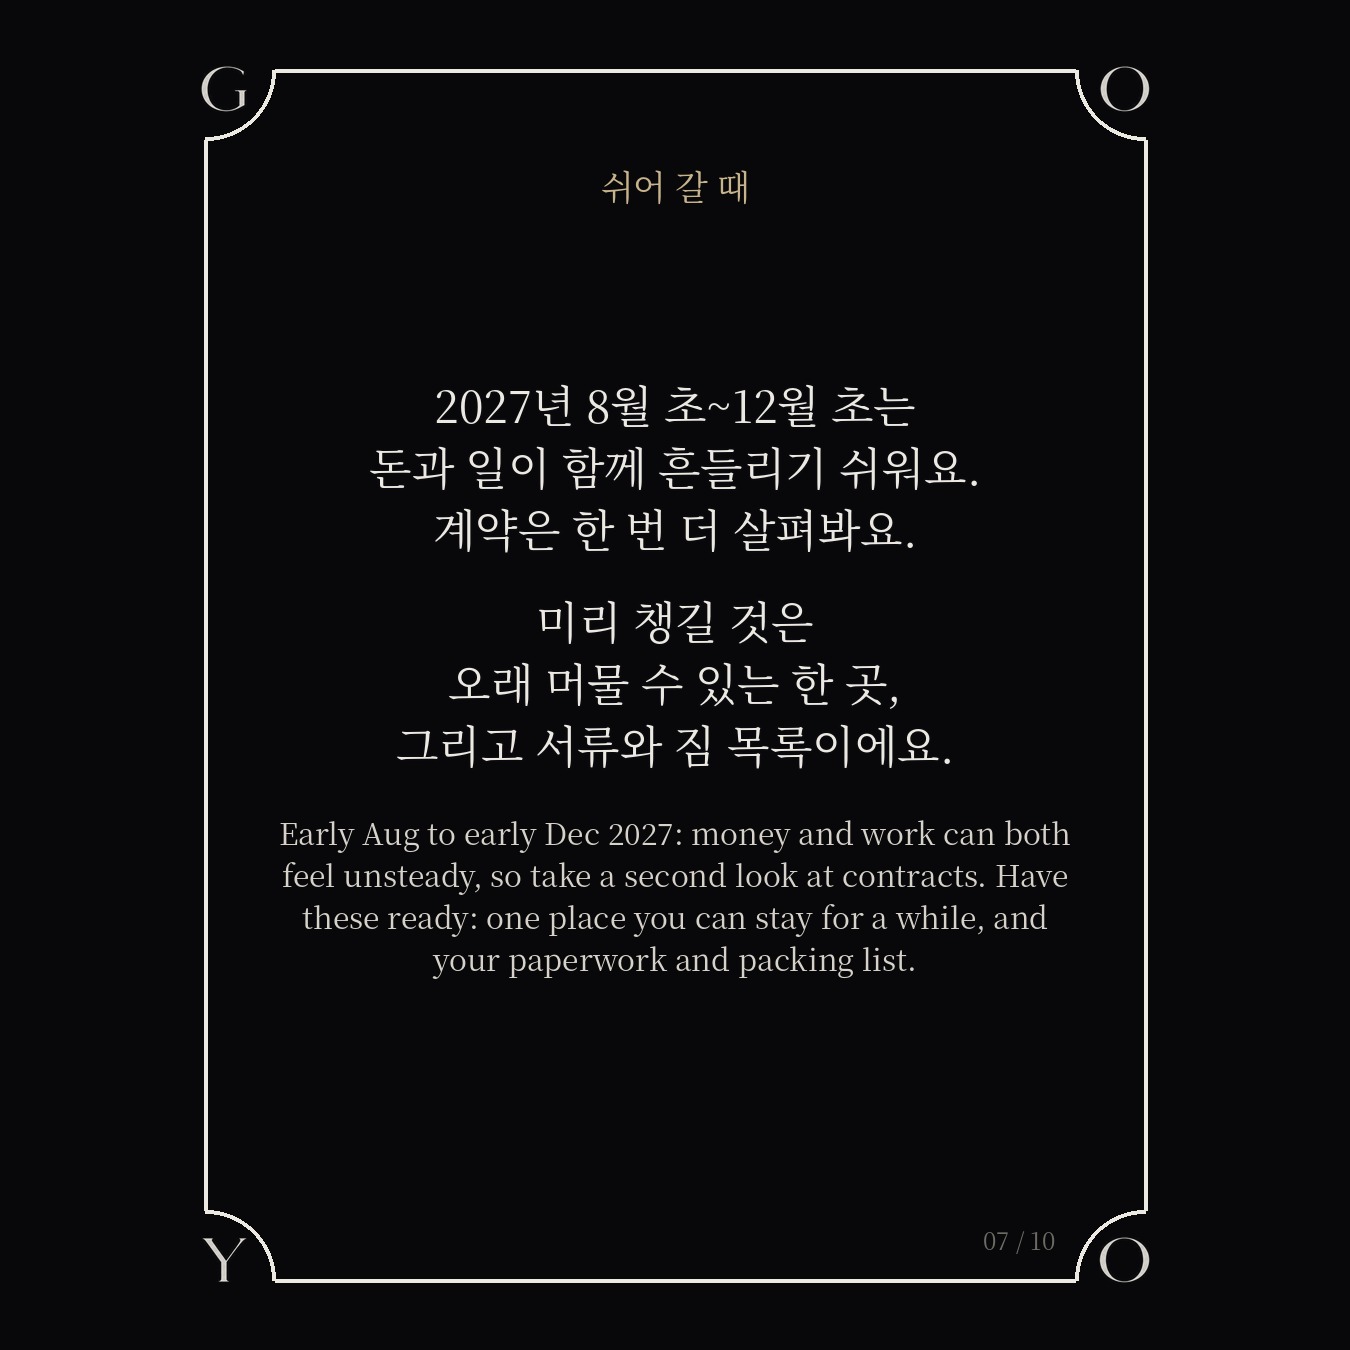 G O
쉬어 갈 때
2027년 8월 초~12월 초는
돈과 일이 함께 흔들리기 쉬워요.
계약은 한 번 더 살펴봐요.
미리 챙길 것은
오래 머물 수 있는 한 곳,
그리고 서류와 짐 목록이에요.
Early Aug to early Dec 2027: money and work can both
feel unsteady, so take a second look at contracts. Have
these ready: one place you can stay for a while, and
your paperwork and packing list.
07 / 10
Y O